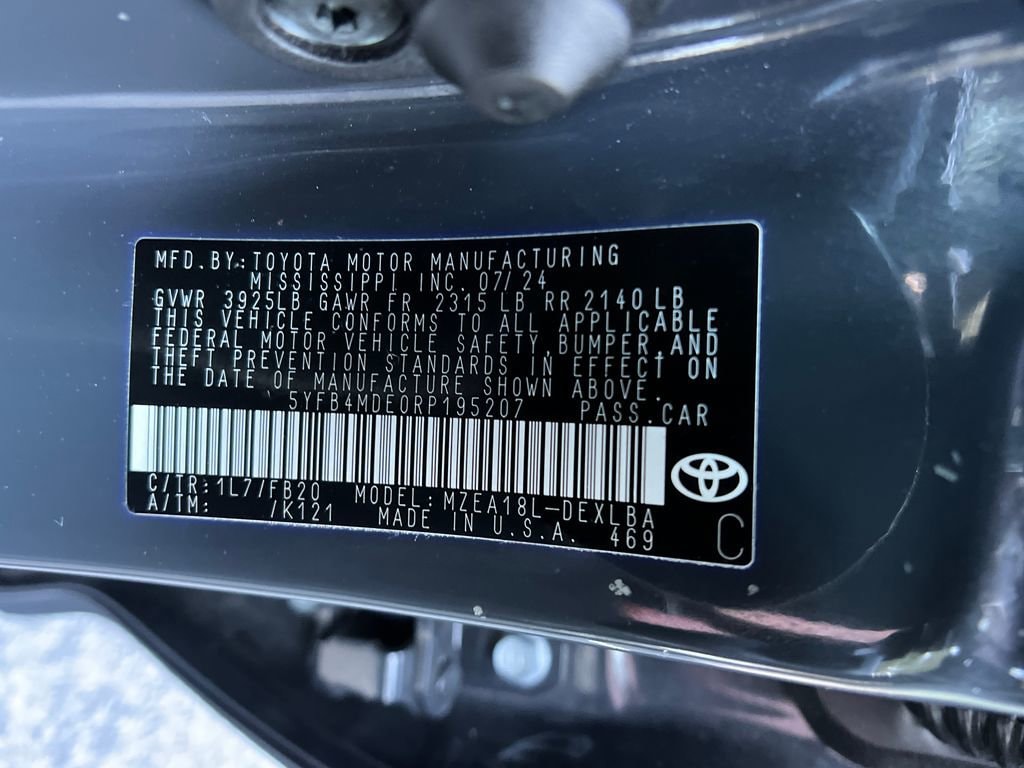 MFD.BY:TOYOTA MOTOR MANUFACTURING
MISSISSIPPI INC. 07/24
GVWR 3925LB GAWR FR 2315 LB RR 2140 LB
THIS VEHICLE CONFORMS TO ALL APPLICABLE
FEDERAL MOTOR VEHICLE SAFETY,BUMPER,AND
THEFT PREVENTION STANDARDS IN EFFECT ON
THE DATE OF MANUFACTURE SHOWN ABOVE.
5YFB4MDE0RP195207 PASS.CAR
C/TR:1L7/FB20 MODEL:MZEA18L-DEXLBA
A/TM: /K121 MADE IN U.S.A. 469
C